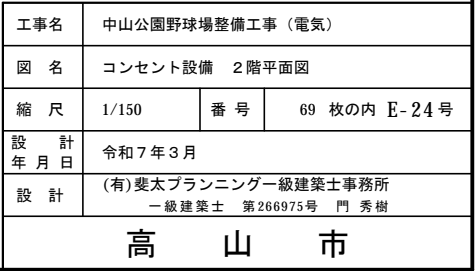 工事名 中山公園野球場整備工事（電気）
図 名 コンセント設備 2階平面図
縮 尺 1/150 番 号 69 枚の内 E-24号
設 計 年 月 日 令和７年３月
設 計 (有)斐太プランニング一級建築士事務所
一級建築士 第266975号 門 秀樹
高 山 市